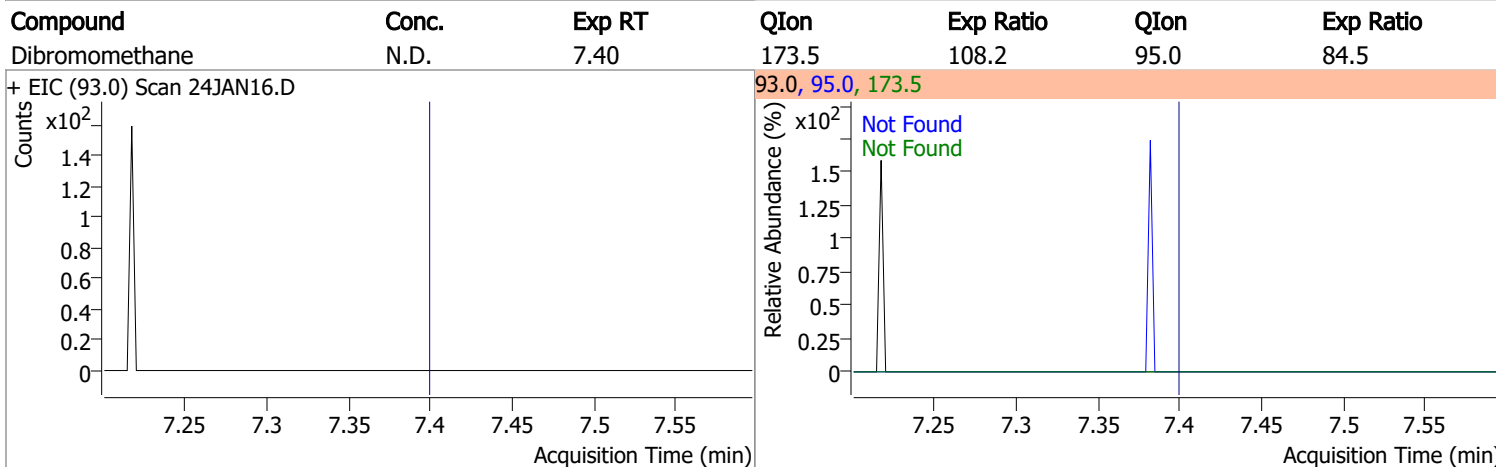 Compound Conc. Exp RT QIon Exp Ratio QIon Exp Ratio
Dibromomethane N.D. 7.40 173.5 108.2 95.0 84.5
+ EIC (93.0) Scan 24JAN16.D
Counts
x10²
1.4
1.2
1
0.8
0.6
0.4
0.2
0
7.25 7.3 7.35 7.4 7.45 7.5 7.55
Acquisition Time (min)
93.0, 95.0, 173.5
Relative Abundance (%)
x10²
Not Found
Not Found
1.5
1.25
1
0.75
0.5
0.25
0
7.25 7.3 7.35 7.4 7.45 7.5 7.55
Acquisition Time (min)